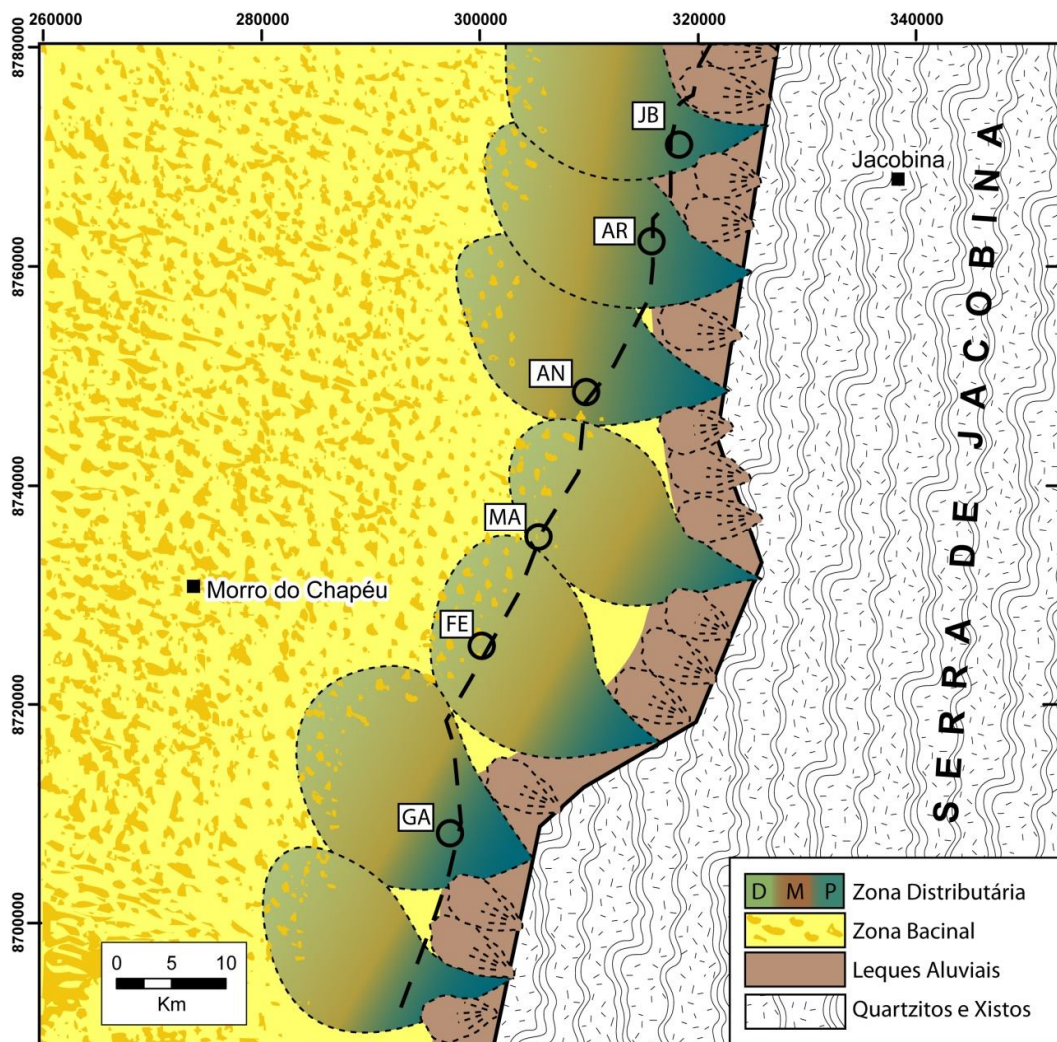 260000 280000 300000 320000 340000
8780000
8760000
8740000
8720000
8700000
JB
Jacobina
AR
AN
MA
Morro do Chapéu
FE
GA
SERRA DE JACOBINA
D M P Zona Distributária
Zona Bacinal
Leques Aluviais
Quartzitos e Xistos
0 5 10
Km